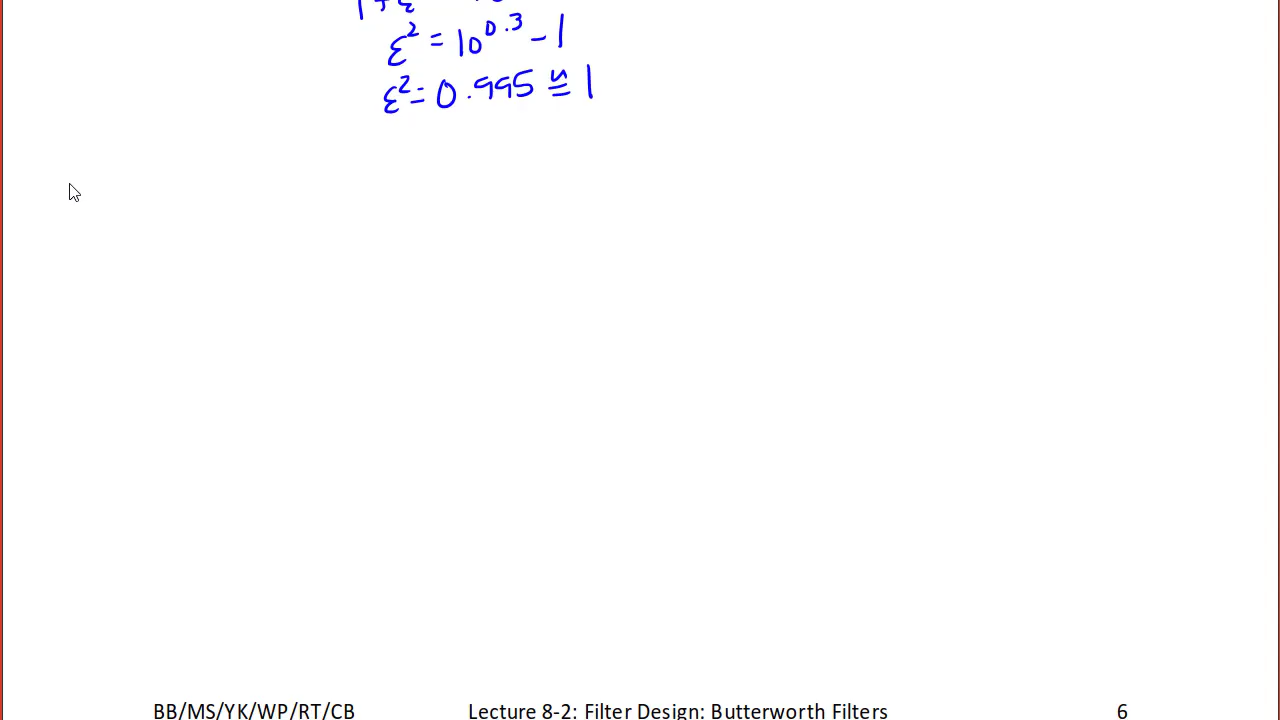 ε² = 10^0.3 - 1
ε² = 0.995 ≅ 1
BB/MS/YK/WP/RT/CB Lecture 8-2: Filter Design: Butterworth Filters 6